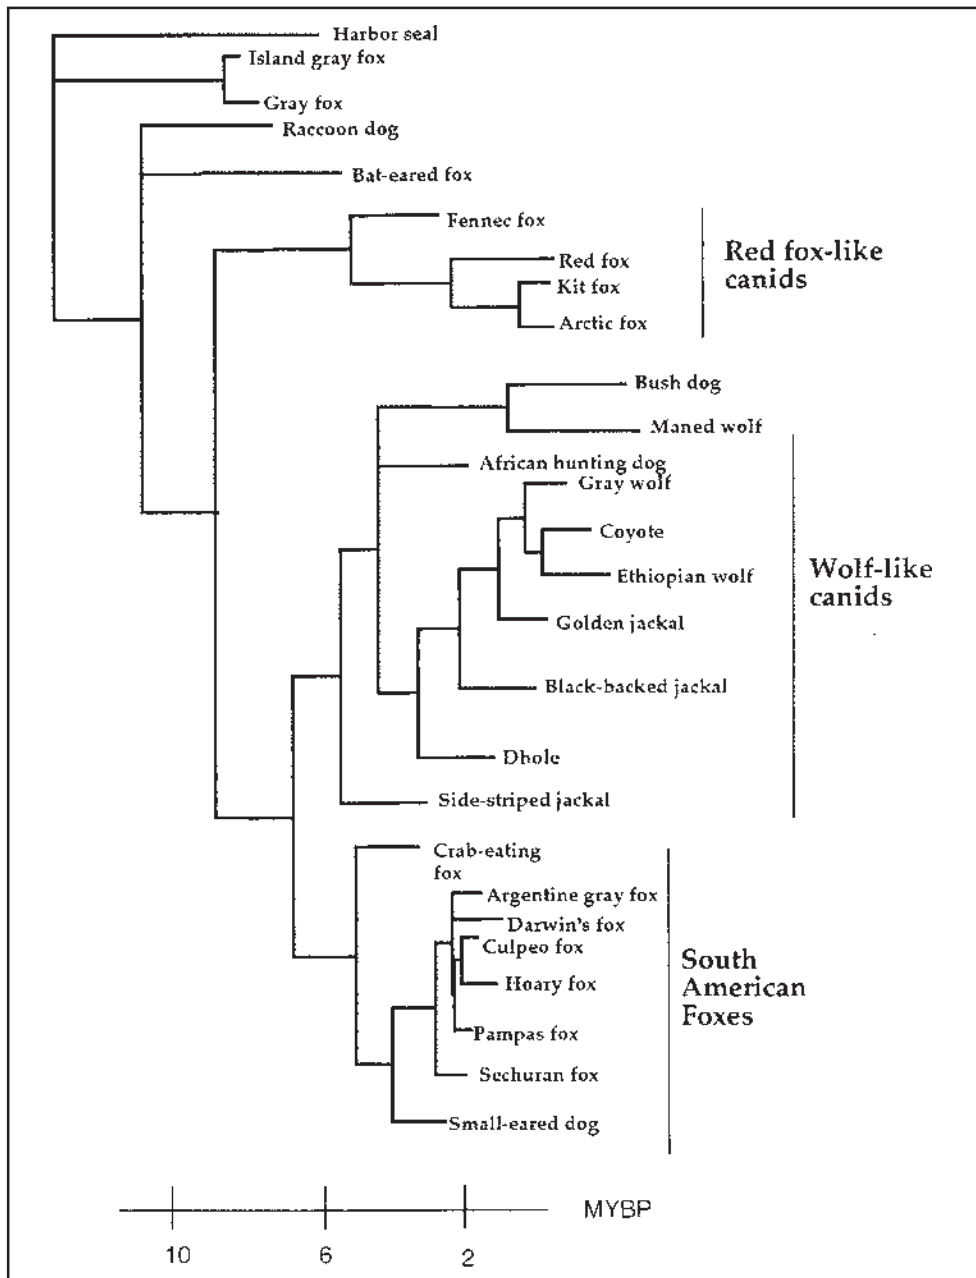 Harbor seal
Island gray fox
Gray fox
Raccoon dog
Bat-eared fox
Fennec fox
Red fox
Kit fox
Arctic fox
Red fox-like
canids
Bush dog
Maned wolf
African hunting dog
Gray wolf
Coyote
Ethiopian wolf
Golden jackal
Black-backed jackal
Dhole
Side-striped jackal
Wolf-like
canids
Crab-eating
fox
Argentine gray fox
Darwin's fox
Culpeo fox
Hoary fox
Pampas fox
Sechuran fox
Small-eared dog
South
American
Foxes
MYBP
10 6 2